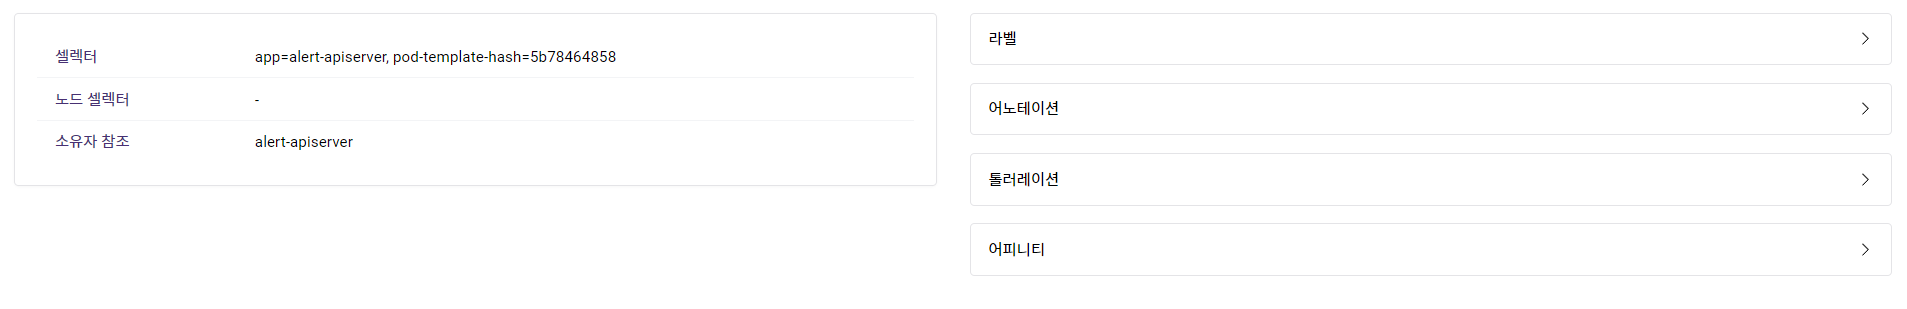 셀렉터 app=alert-apiserver, pod-template-hash=5b78464858
노드 셀렉터 -
소유자 참조 alert-apiserver
라벨
어노테이션
톨러레이션
어피니티